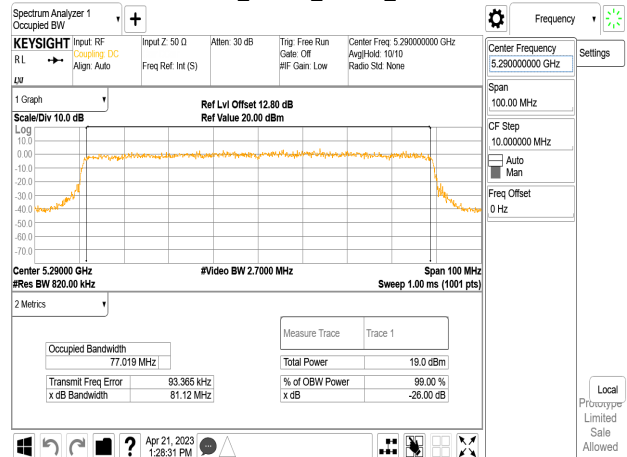 Spectrum Analyzer 1
Occupied BW
Frequency
KEYSIGHT
Input: RF
Input Z: 50 Ω
Atten: 30 dB
Trig: Free Run
Center Freq: 5.290000000 GHz
R L
Coupling: DC
Gate: Off
Avg|Hold: 10/10
Align: Auto
Freq Ref: Int (S)
#IF Gain: Low
Radio Std: None
Center Frequency
5.290000000 GHz
Settings
Span
100.00 MHz
CF Step
10.000000 MHz
Auto
Man
Freq Offset
0 Hz
1 Graph
Ref Lvl Offset 12.80 dB
Scale/Div 10.0 dB
Ref Value 20.00 dBm
Log
10.0
0.00
-10.0
-20.0
-30.0
-40.0
-50.0
-60.0
-70.0
Center 5.29000 GHz
#Video BW 2.7000 MHz
Span 100 MHz
#Res BW 820.00 kHz
Sweep 1.00 ms (1001 pts)
2 Metrics
Measure Trace
Trace 1
Occupied Bandwidth
77.019 MHz
Total Power
19.0 dBm
Transmit Freq Error
93.365 kHz
% of OBW Power
99.00 %
x dB Bandwidth
81.12 MHz
x dB
-26.00 dB
Local
Prototype
Limited
Sale
Allowed
?
Apr 21, 2023
1:28:31 PM